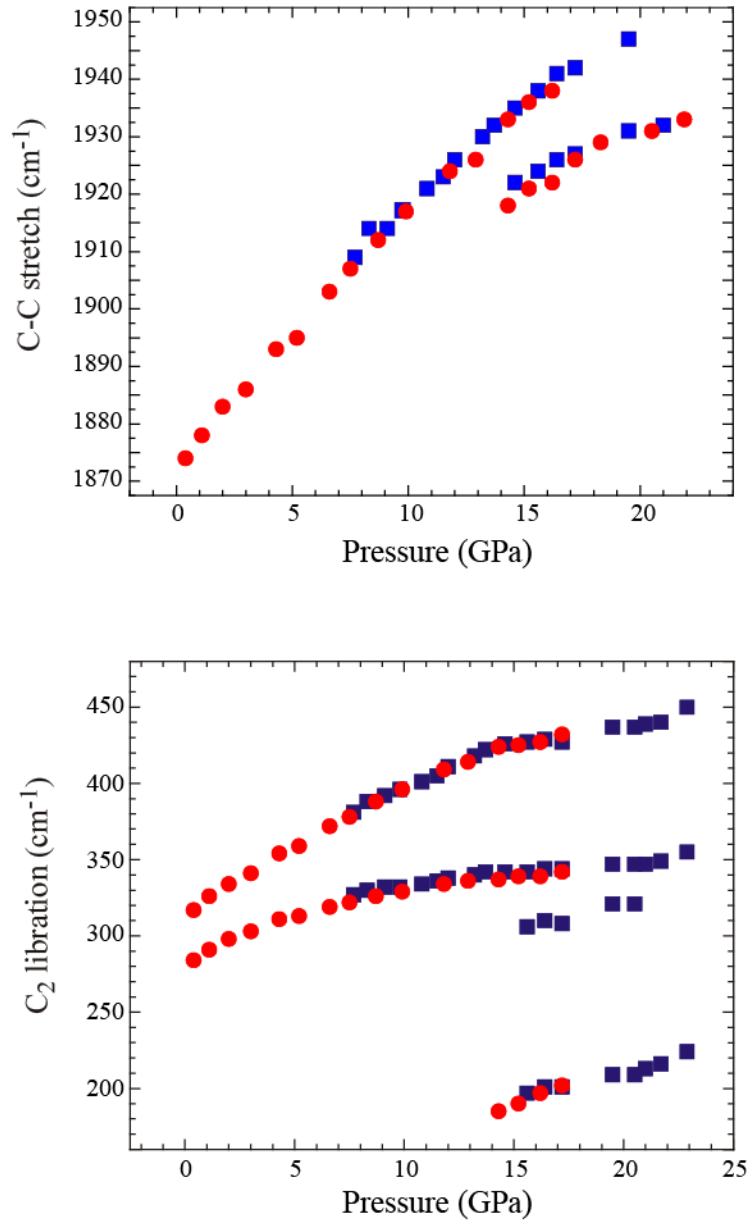 1950
1940
1930
1920
1910
1900
1890
1880
1870
C-C stretch (cm⁻¹)
0 5 10 15 20
Pressure (GPa)
450
400
350
300
250
200
C₂ libration (cm⁻¹)
0 5 10 15 20 25
Pressure (GPa)